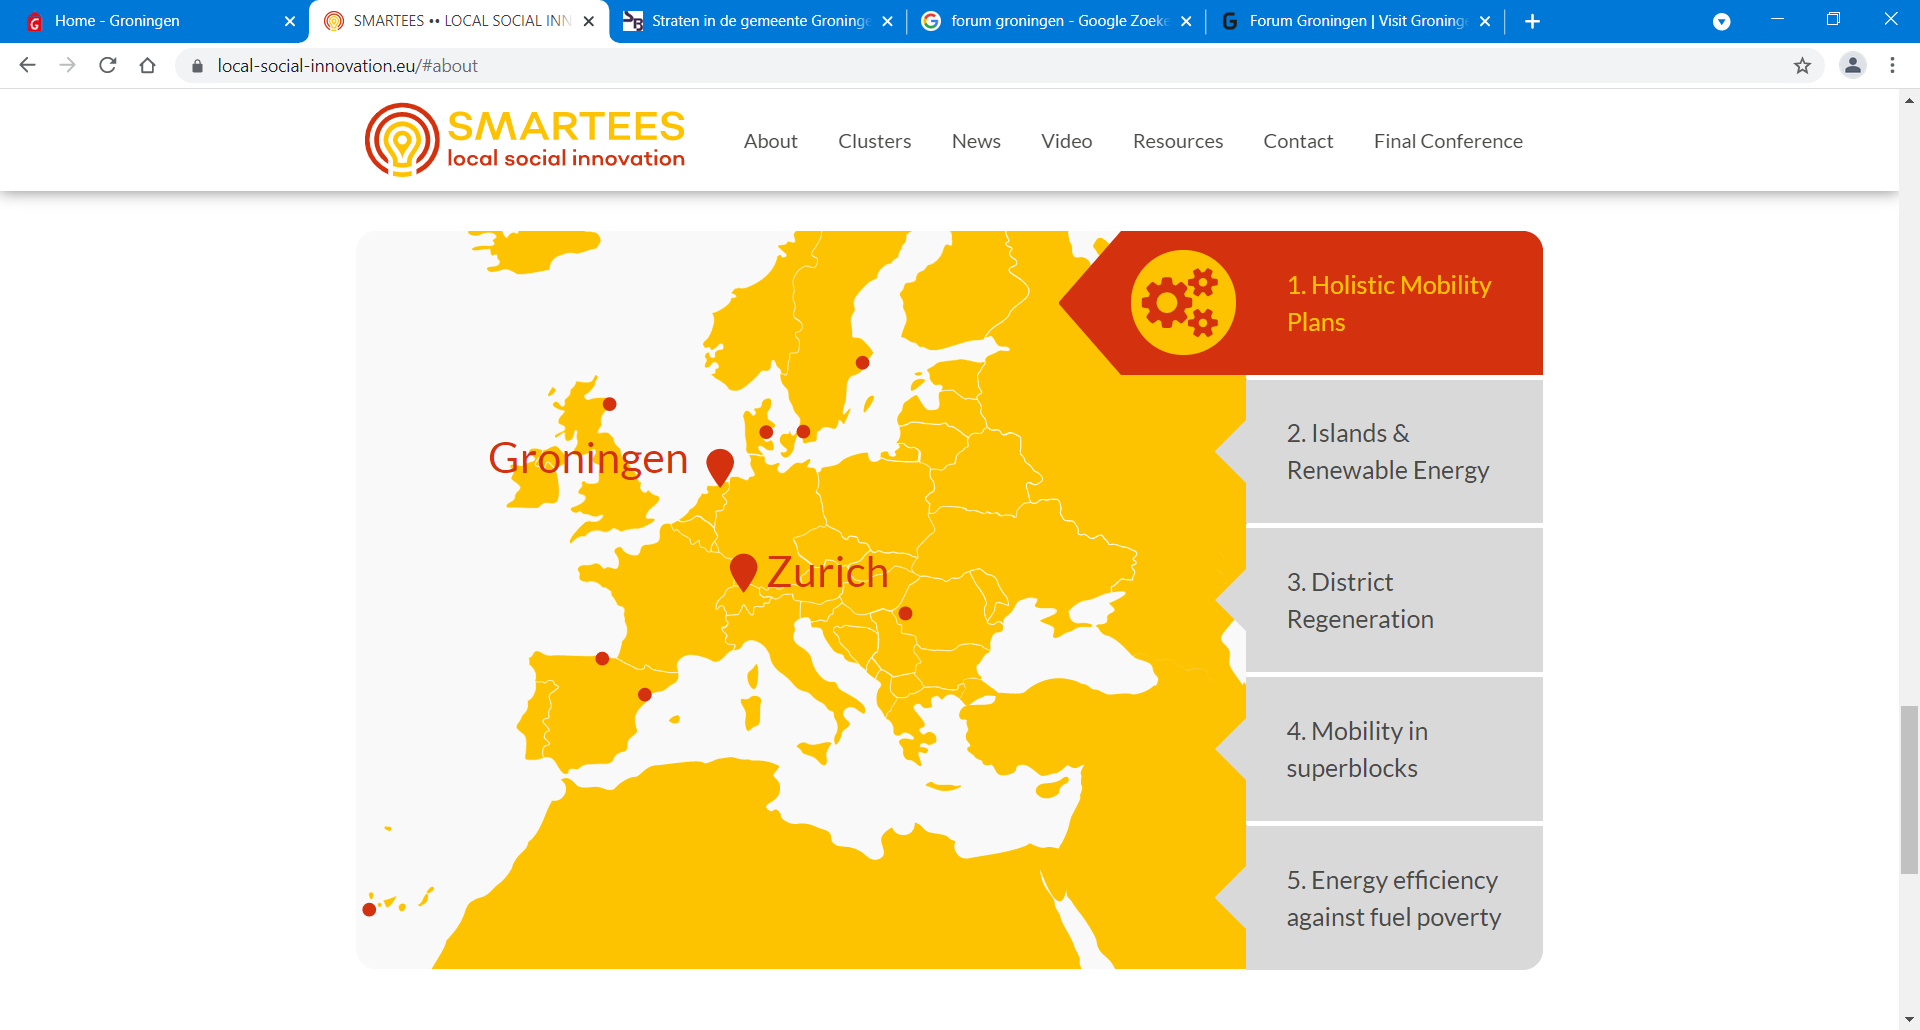 Home - Groningen
SMARTEES •• LOCAL SOCIAL INN
Straten in de gemeente Groninge
forum groningen - Google Zoeke
Forum Groningen | Visit Groning
local-social-innovation.eu/#about
SMARTEES
local social innovation
About
Clusters
News
Video
Resources
Contact
Final Conference
1. Holistic Mobility
Plans
2. Islands &
Renewable Energy
Groningen
Zurich
3. District
Regeneration
4. Mobility in
superblocks
5. Energy efficiency
against fuel poverty